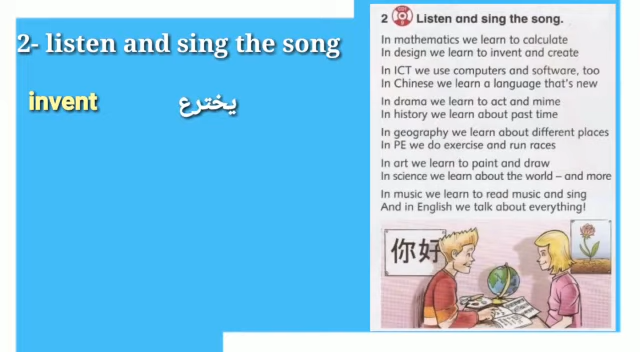 2- listen and sing the song
invent يخترع
2 Listen and sing the song.
In mathematics we learn to calculate
In design we learn to invent and create
In ICT we use computers and software, too
In Chinese we learn a language that's new
In drama we learn to act and mime
In history we learn about past time
In geography we learn about different places
In PE we do exercise and run races
In art we learn to paint and draw
In science we learn about the world – and more
In music we learn to read music and sing
And in English we talk about everything!
你好